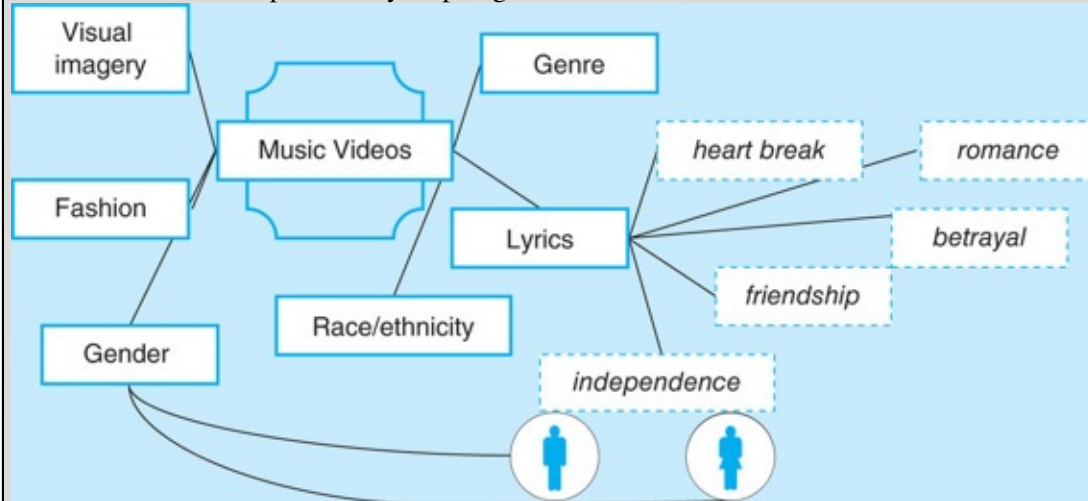 Visual
imagery
Genre
Music Videos
heart break
romance
Fashion
Lyrics
betrayal
friendship
Race/ethnicity
Gender
independence